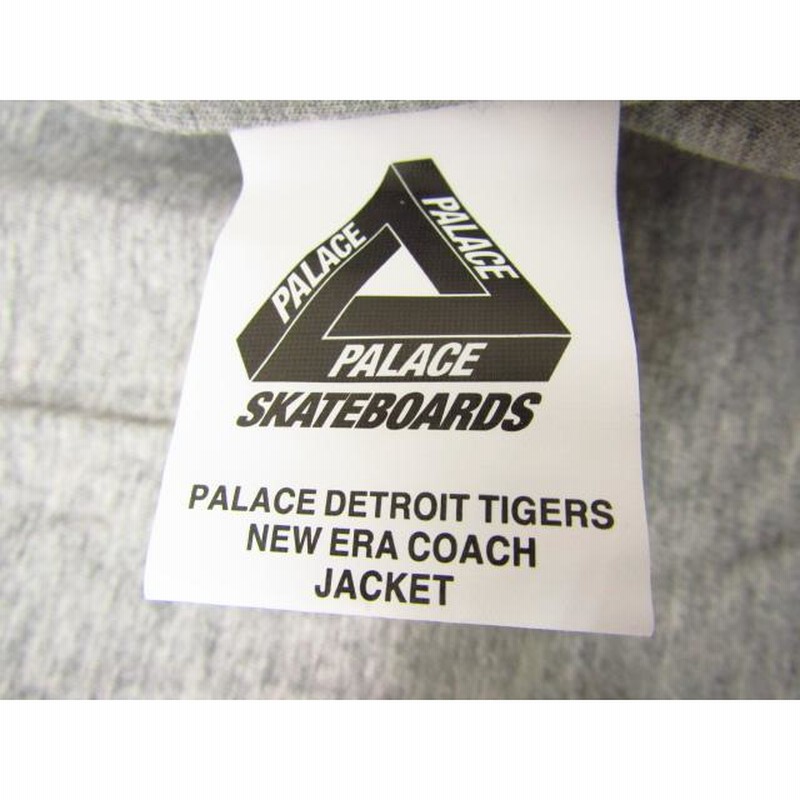 PALACE
PALACE
PALACE
SKATEBOARDS
PALACE DETROIT TIGERS
NEW ERA COACH
JACKET